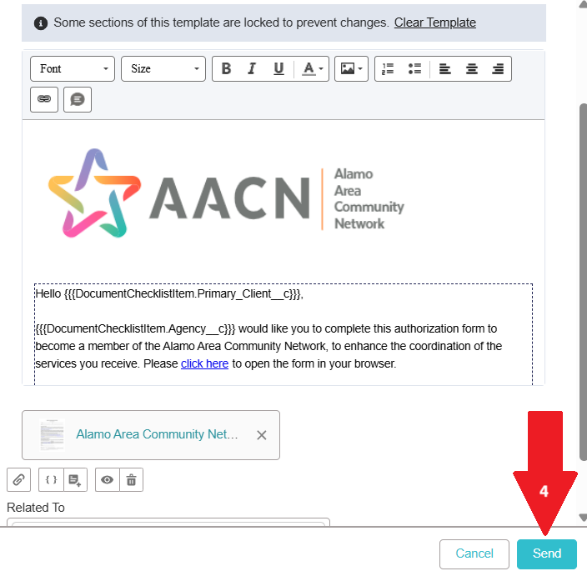 Some sections of this template are locked to prevent changes. Clear Template
Font Size B I U A
AACN
Alamo
Area
Community
Network
Hello {{{DocumentChecklistItem.Primary_Client__c}}},
{{{DocumentChecklistItem.Agency__c}}} would like you to complete this authorization form to
become a member of the Alamo Area Community Network, to enhance the coordination of the
services you receive. Please click here to open the form in your browser.
Alamo Area Community Net...
{ }
Related To
4
Cancel Send